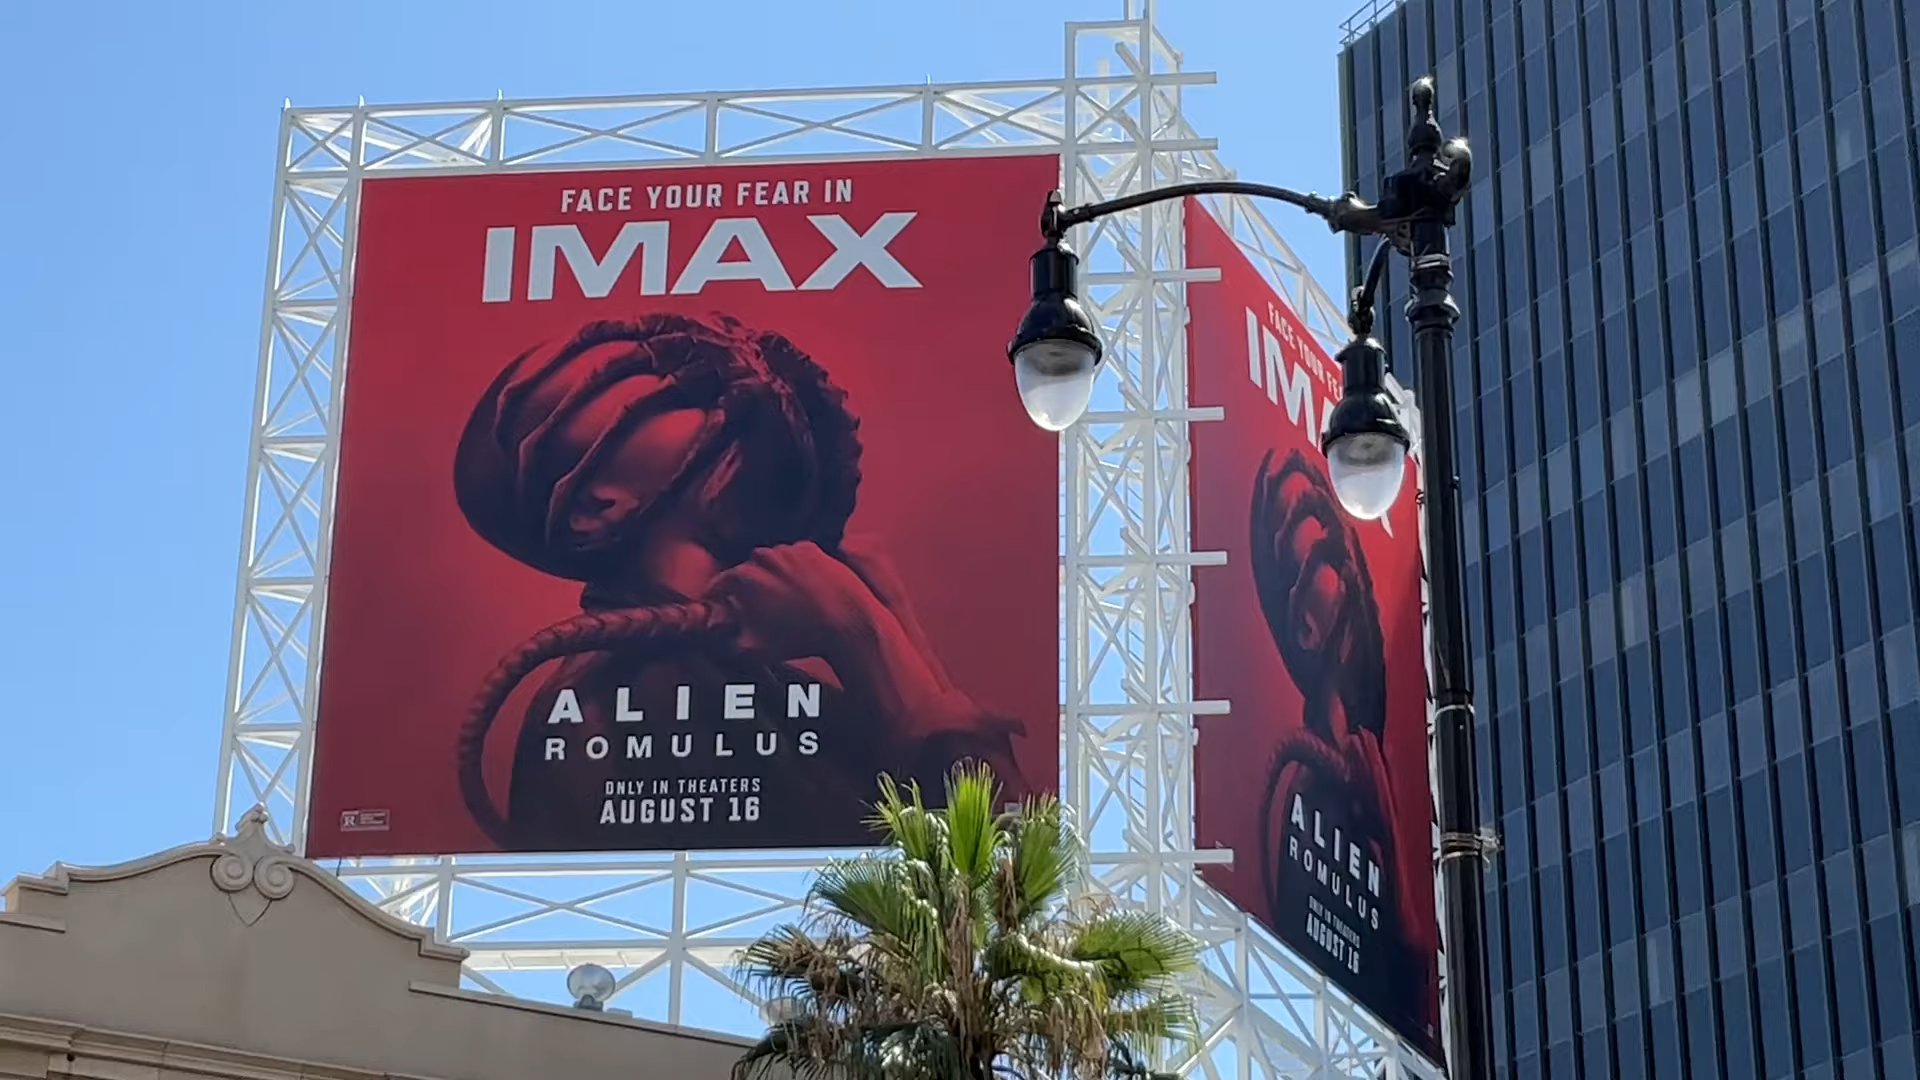 FACE YOUR FEAR IN
IMAX
ALIEN
ROMULUS
ONLY IN THEATERS
AUGUST 16
R
FACE YOUR
IM
ALIEN
ROMULUS
ONLY IN THEATERS
AUGUST 16